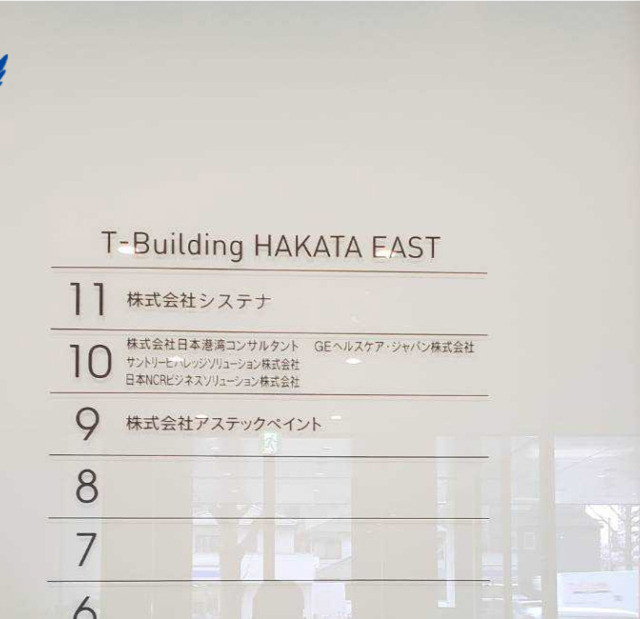 T-Building HAKATA EAST
11 株式会社システナ
10 株式会社日本港湾コンサルタント GEヘルスケア・ジャパン株式会社
サントリービバレッジソリューション株式会社
日本NCRビジネスソリューション株式会社
9 株式会社アステックペイント
8
7
6